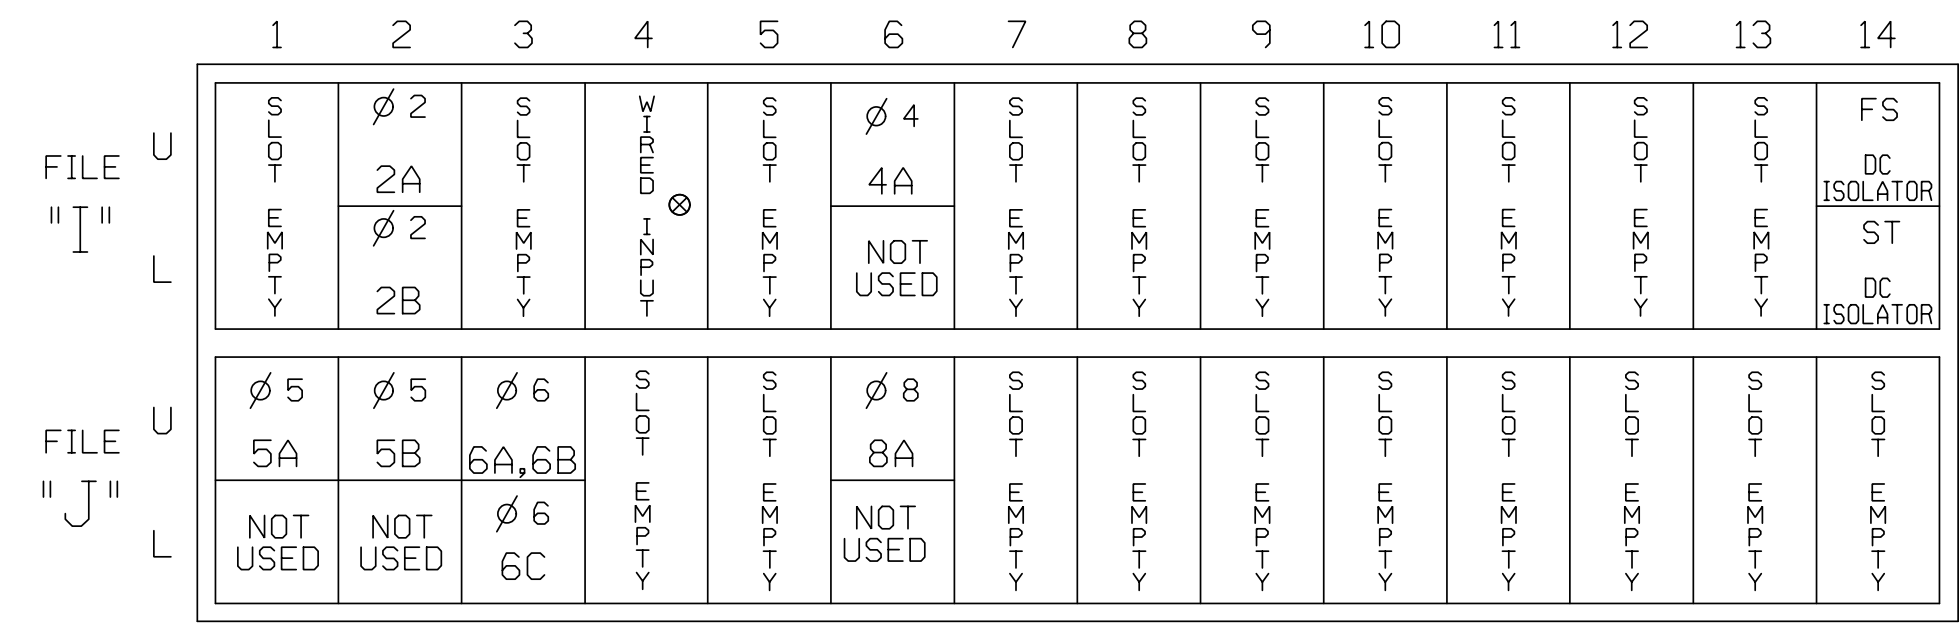 1 2 3 4 5 6 7 8 9 10 11 12 13 14
FILE
"I"
U
L
SLOT EMPTY
Ø 2
2A
Ø 2
2B
SLOT EMPTY
WIRED INPUT
SLOT EMPTY
Ø 4
4A
NOT
USED
SLOT EMPTY
SLOT EMPTY
SLOT EMPTY
SLOT EMPTY
SLOT EMPTY
SLOT EMPTY
SLOT EMPTY
FS
DC
ISOLATOR
ST
DC
ISOLATOR
FILE
"J"
U
L
Ø 5
5A
NOT
USED
Ø 5
5B
NOT
USED
Ø 6
6A,6B
Ø 6
6C
SLOT EMPTY
SLOT EMPTY
Ø 8
8A
NOT
USED
SLOT EMPTY
SLOT EMPTY
SLOT EMPTY
SLOT EMPTY
SLOT EMPTY
SLOT EMPTY
SLOT EMPTY
SLOT EMPTY